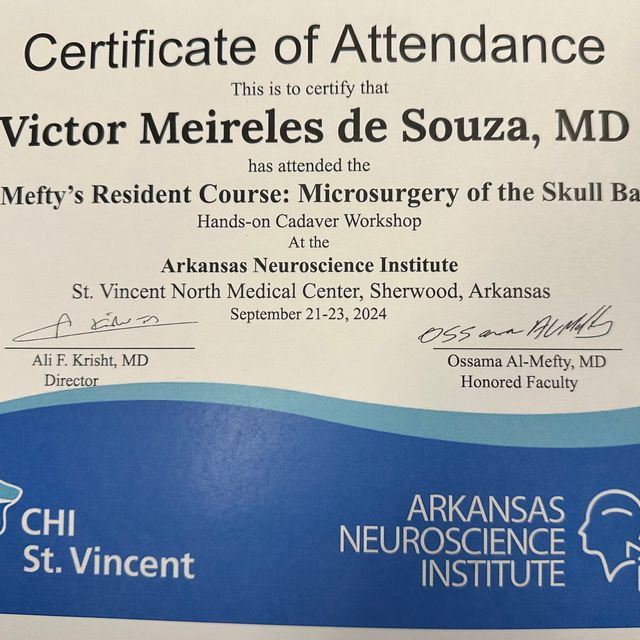 Certificate of Attendance
This is to certify that
Victor Meireles de Souza, MD
has attended the
Mefty's Resident Course: Microsurgery of the Skull Ba
Hands-on Cadaver Workshop
At the
Arkansas Neuroscience Institute
St. Vincent North Medical Center, Sherwood, Arkansas
September 21-23, 2024
Ossama Al-Mefty
Ali F. Krisht, MD
Director
Ossama Al-Mefty, MD
Honored Faculty
CHI
St. Vincent
ARKANSAS
NEUROSCIENCE
INSTITUTE